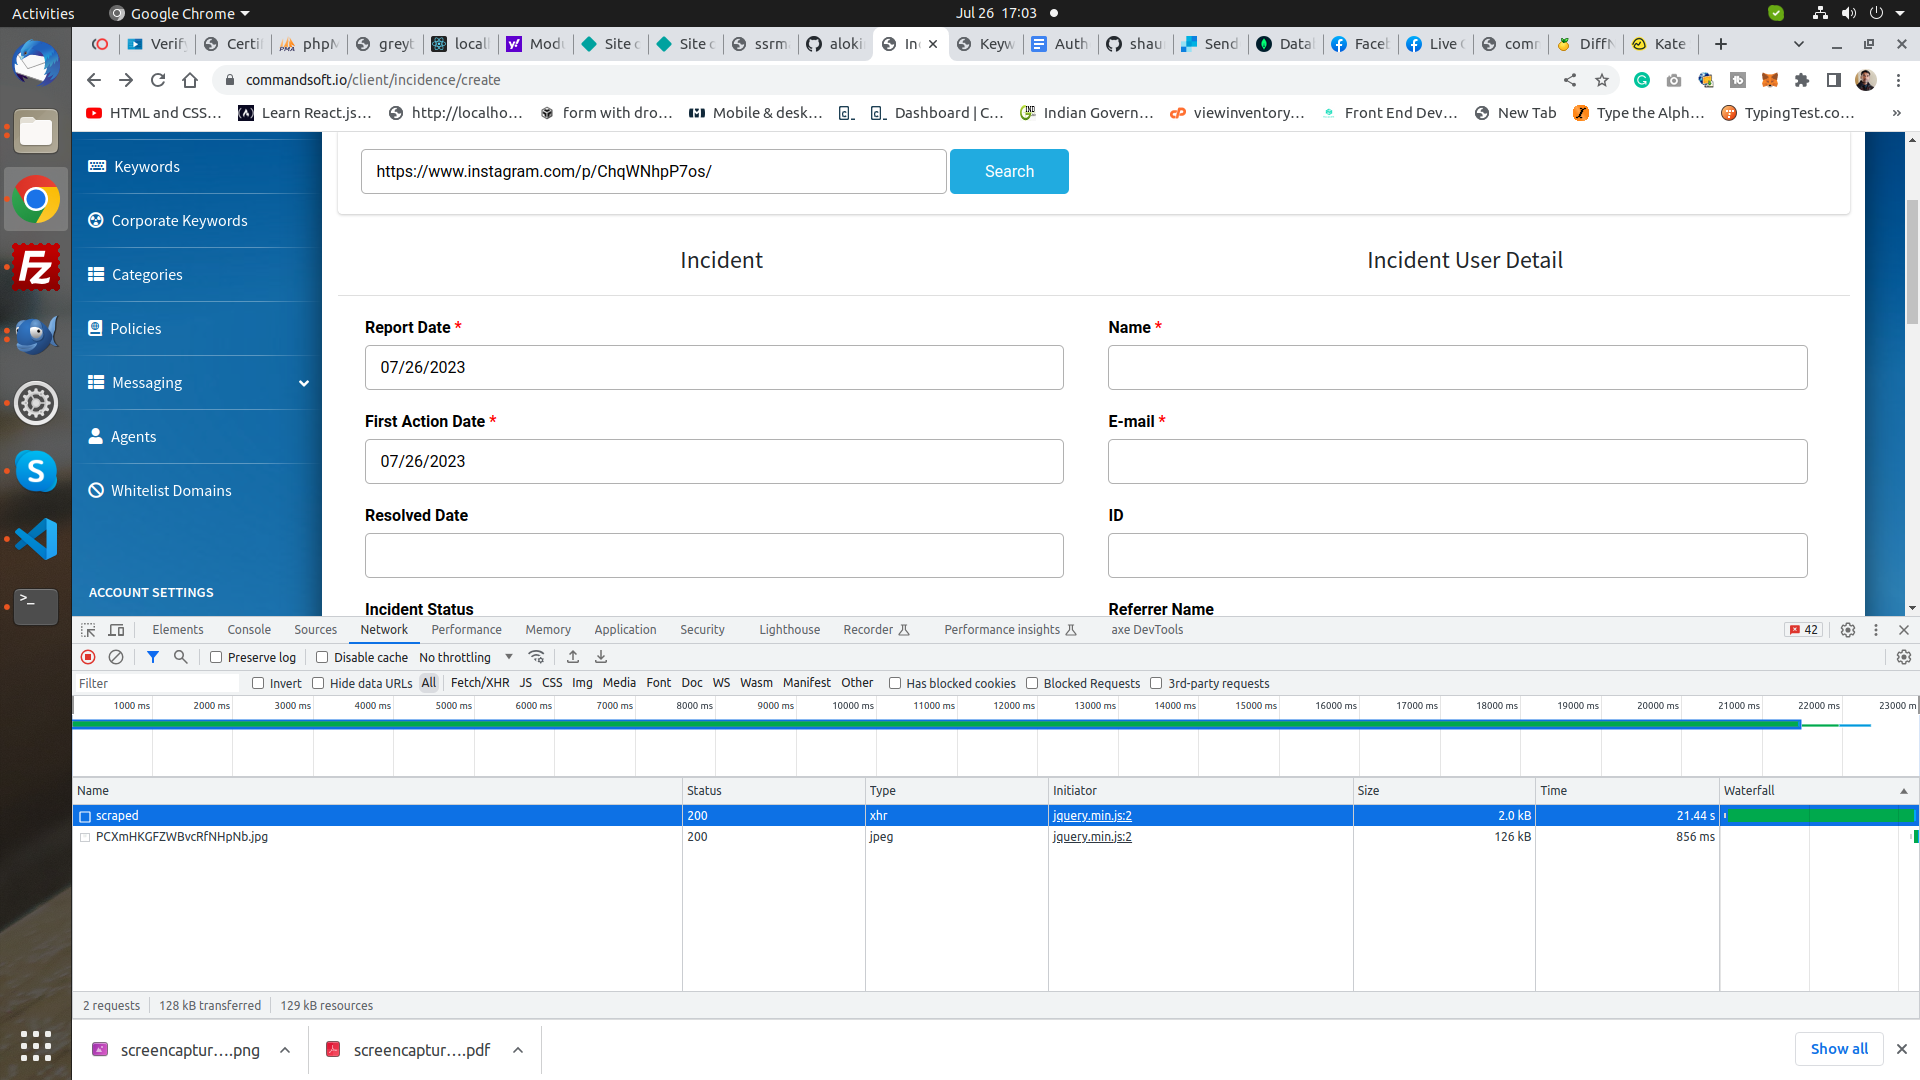 Activities
Google Chrome
Jul 26 17:03
Verify
Certif
phpM
greyt
locall
Modu
Site c
Site c
ssrma
alokin
Inc
Keyw
Auth
shau
Send
Datab
Faceb
Live C
comm
DiffN
Kate
commandsoft.io/client/incidence/create
HTML and CSS...
Learn React.js...
http://localho...
form with dro...
Mobile & desk...
Dashboard | C...
Indian Govern...
viewinventory...
Front End Dev...
New Tab
Type the Alph...
TypingTest.co...
»
Keywords
Corporate Keywords
Categories
Policies
Messaging
Agents
Whitelist Domains
ACCOUNT SETTINGS
https://www.instagram.com/p/ChqWNhpP7os/
Search
Incident
Incident User Detail
Report Date *
07/26/2023
First Action Date *
07/26/2023
Resolved Date
Incident Status
Name *
E-mail *
ID
Referrer Name
Elements
Console
Sources
Network
Performance
Memory
Application
Security
Lighthouse
Recorder
Performance insights
axe DevTools
42
Preserve log
Disable cache
No throttling
Filter
Invert
Hide data URLs
All
Fetch/XHR
JS
CSS
Img
Media
Font
Doc
WS
Wasm
Manifest
Other
Has blocked cookies
Blocked Requests
3rd-party requests
1000 ms
2000 ms
3000 ms
4000 ms
5000 ms
6000 ms
7000 ms
8000 ms
9000 ms
10000 ms
11000 ms
12000 ms
13000 ms
14000 ms
15000 ms
16000 ms
17000 ms
18000 ms
19000 ms
20000 ms
21000 ms
22000 ms
23000 m
Name
Status
Type
Initiator
Size
Time
Waterfall
scraped
200
xhr
jquery.min.js:2
2.0 kB
21.44 s
PCXmHKGFZWBvcRfNHpNb.jpg
200
jpeg
jquery.min.js:2
126 kB
856 ms
2 requests
128 kB transferred
129 kB resources
screencaptur....png
screencaptur....pdf
Show all